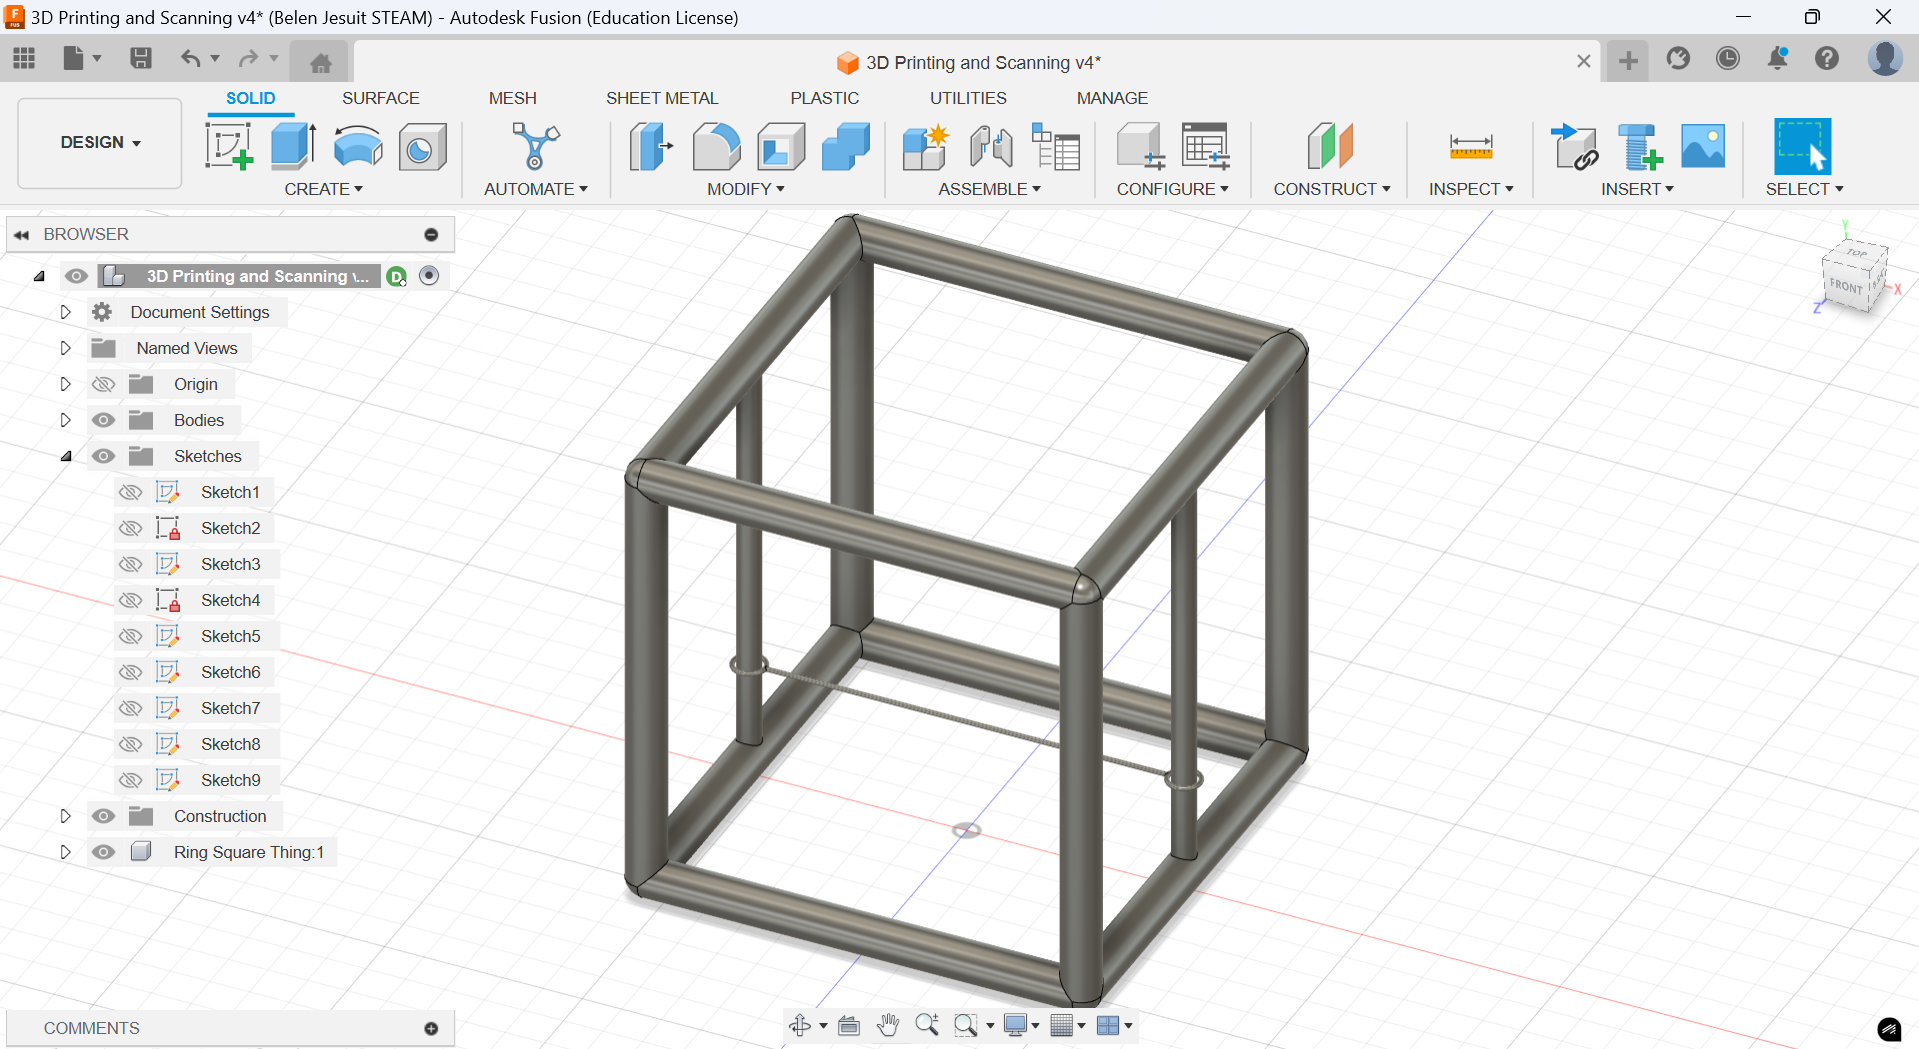 3D Printing and Scanning v4* (Belen Jesuit STEAM) - Autodesk Fusion (Education License)
3D Printing and Scanning v4*
SOLID
SURFACE
MESH
SHEET METAL
PLASTIC
UTILITIES
MANAGE
DESIGN
CREATE
AUTOMATE
MODIFY
ASSEMBLE
CONFIGURE
CONSTRUCT
INSPECT
INSERT
SELECT
BROWSER
3D Printing and Scanning v...
D
Document Settings
Named Views
Origin
Bodies
Sketches
Sketch1
Sketch2
Sketch3
Sketch4
Sketch5
Sketch6
Sketch7
Sketch8
Sketch9
Construction
Ring Square Thing:1
Y
TOP
FRONT
X
Z
COMMENTS